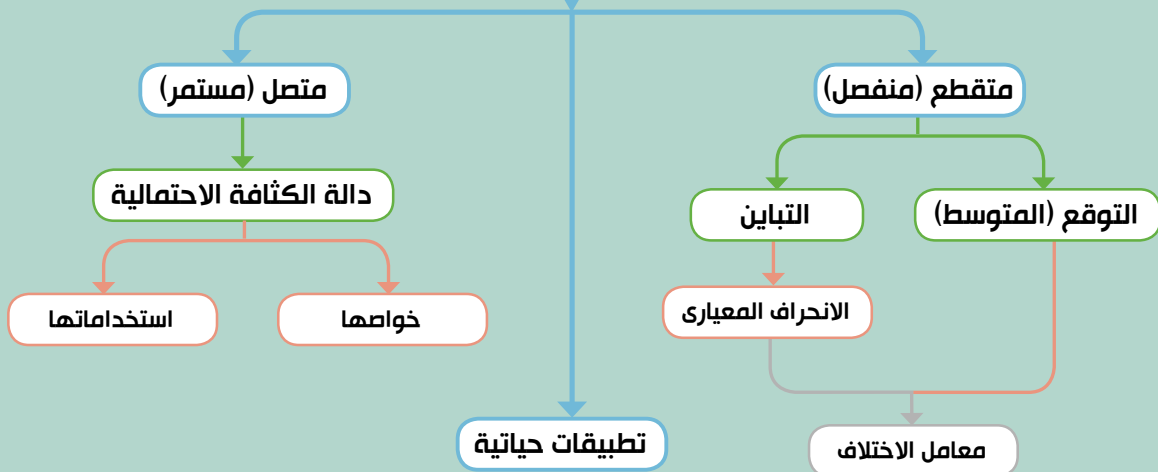 متقطع (منفصل)
متصل (مستمر)
التوقع (المتوسط)
التباين
دالة الكثافة الاحتمالية
الانحراف المعيارى
خواصها
استخداماتها
معامل الاختلاف
تطبيقات حياتية